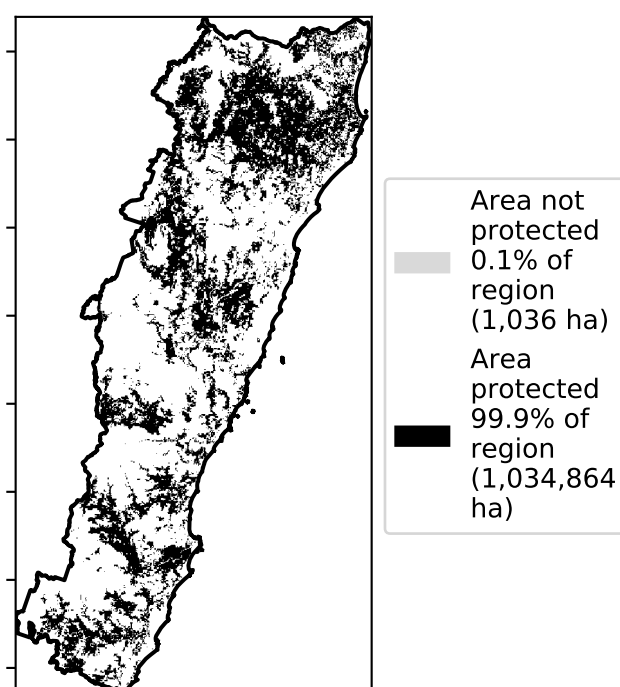 Area not
protected
0.1% of
region
(1,036 ha)
Area
protected
99.9% of
region
(1,034,864
ha)